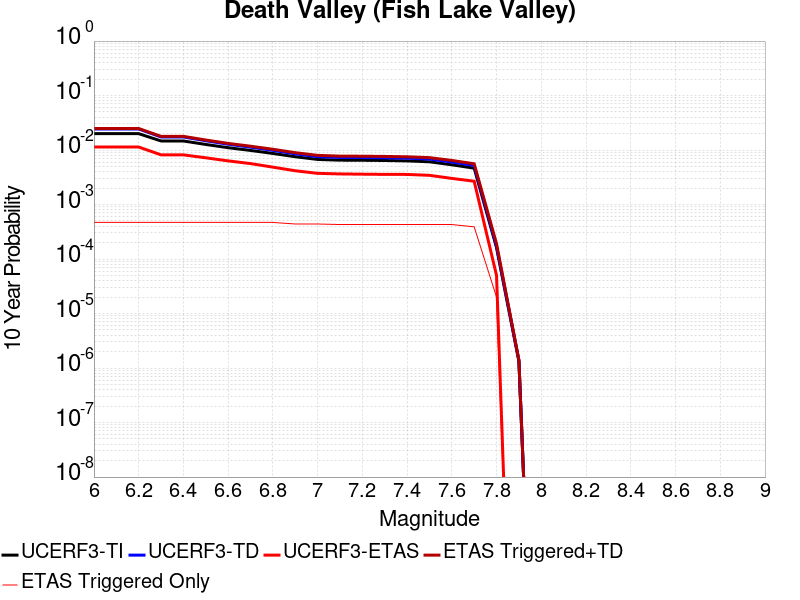 Death Valley (Fish Lake Valley)
10^0
10^-1
10^-2
10^-3
10^-4
10^-5
10^-6
10^-7
10^-8
10 Year Probability
6 6.2 6.4 6.6 6.8 7 7.2 7.4 7.6 7.8 8 8.2 8.4 8.6 8.8 9
Magnitude
UCERF3-TI UCERF3-TD UCERF3-ETAS ETAS Triggered+TD
ETAS Triggered Only